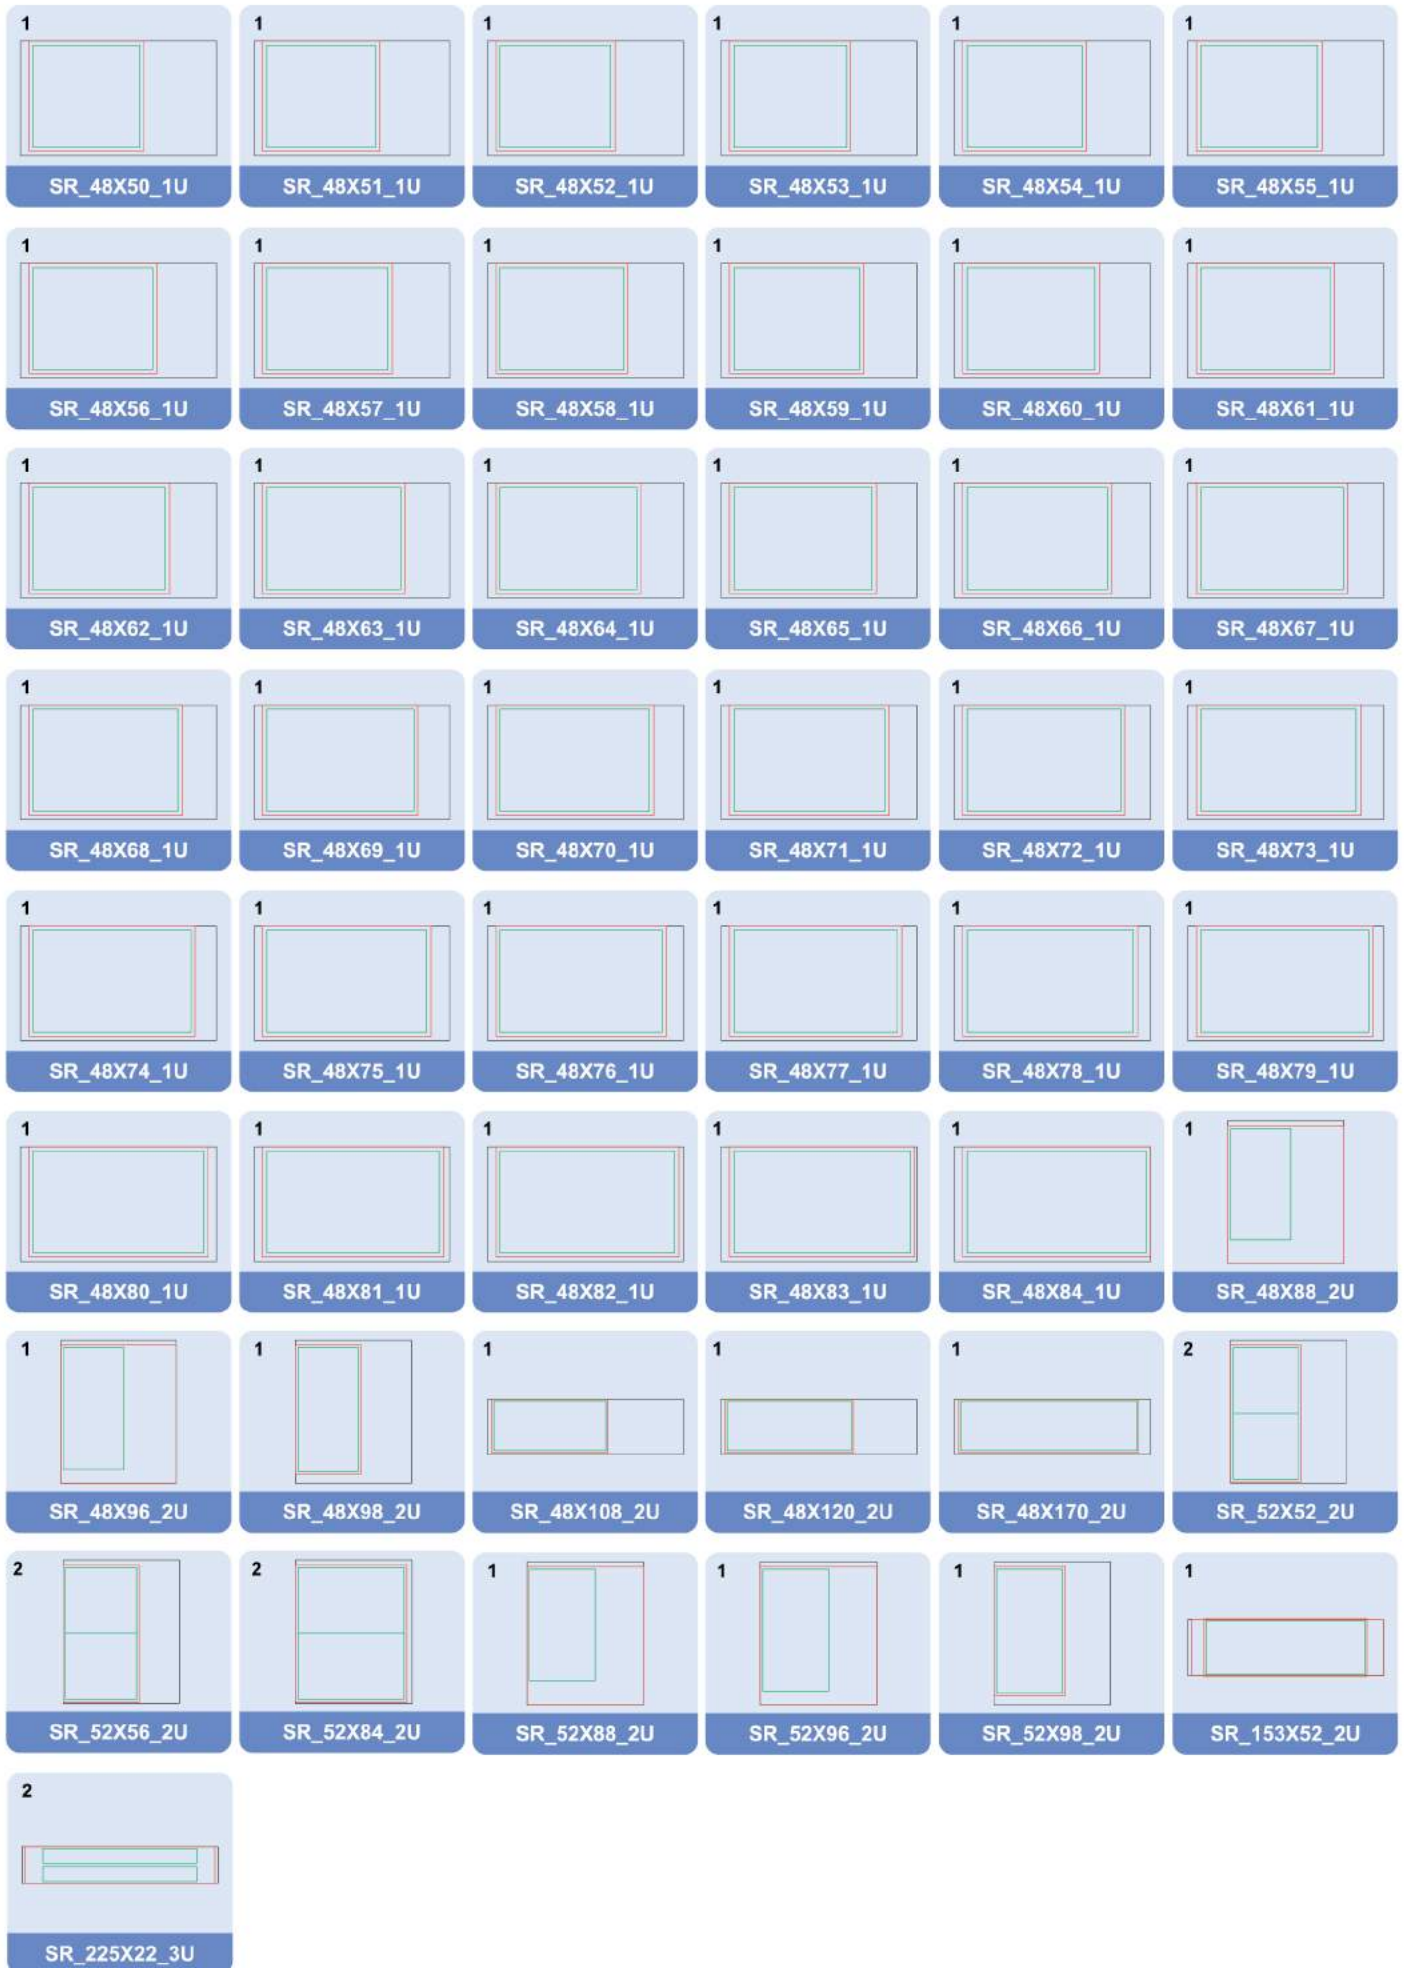 1 1 1 1 1 1
SR_48X50_1U SR_48X51_1U SR_48X52_1U SR_48X53_1U SR_48X54_1U SR_48X55_1U
1 1 1 1 1 1
SR_48X56_1U SR_48X57_1U SR_48X58_1U SR_48X59_1U SR_48X60_1U SR_48X61_1U
1 1 1 1 1 1
SR_48X62_1U SR_48X63_1U SR_48X64_1U SR_48X65_1U SR_48X66_1U SR_48X67_1U
1 1 1 1 1 1
SR_48X68_1U SR_48X69_1U SR_48X70_1U SR_48X71_1U SR_48X72_1U SR_48X73_1U
1 1 1 1 1 1
SR_48X74_1U SR_48X75_1U SR_48X76_1U SR_48X77_1U SR_48X78_1U SR_48X79_1U
1 1 1 1 1 1
SR_48X80_1U SR_48X81_1U SR_48X82_1U SR_48X83_1U SR_48X84_1U SR_48X88_2U
1 1 1 1 1 2
SR_48X96_2U SR_48X98_2U SR_48X108_2U SR_48X120_2U SR_48X170_2U SR_52X52_2U
2 2 1 1 1 1
SR_52X56_2U SR_52X84_2U SR_52X88_2U SR_52X96_2U SR_52X98_2U SR_153X52_2U
2
SR_225X22_3U